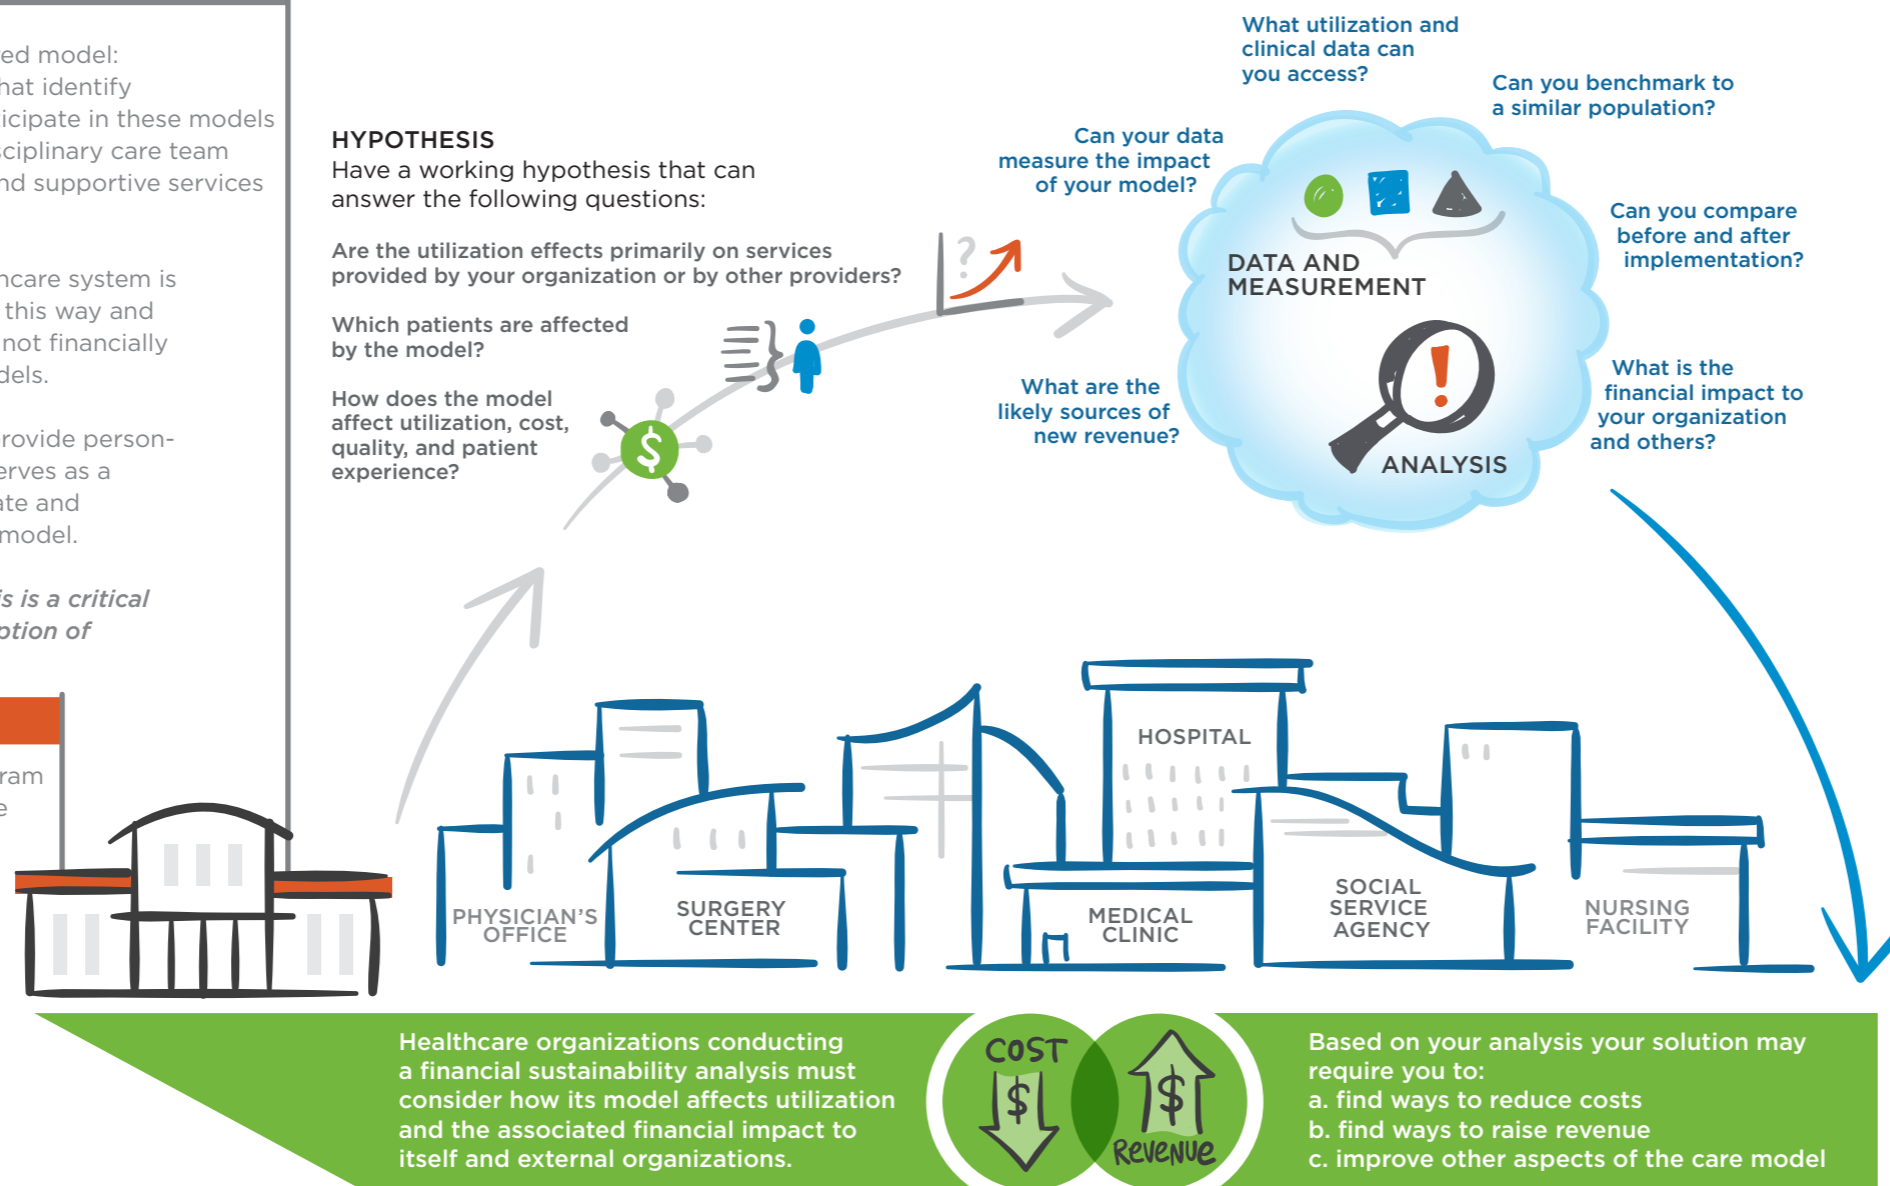 ed model:
hat identify
icipate in these models
sciplinary care team
nd supportive services
hcare system is
this way and
not financially
dels.
provide person-
erves as a
ate and
model.
is is a critical
ption of
ram
e
HYPOTHESIS
Have a working hypothesis that can
answer the following questions:
Are the utilization effects primarily on services
provided by your organization or by other providers?
Which patients are affected
by the model?
How does the model
affect utilization, cost,
quality, and patient
experience?
$
?
What utilization and
clinical data can
you access?
Can you benchmark to
a similar population?
Can your data
measure the impact
of your model?
Can you compare
before and after
implementation?
DATA AND
MEASUREMENT
What are the
likely sources of
new revenue?
What is the
financial impact to
your organization
and others?
!
ANALYSIS
PHYSICIAN'S
OFFICE
SURGERY
CENTER
HOSPITAL
MEDICAL
CLINIC
SOCIAL
SERVICE
AGENCY
NURSING
FACILITY
Healthcare organizations conducting
a financial sustainability analysis must
consider how its model affects utilization
and the associated financial impact to
itself and external organizations.
COST
$
$
REVENUE
Based on your analysis your solution may
require you to:
a. find ways to reduce costs
b. find ways to raise revenue
c. improve other aspects of the care model